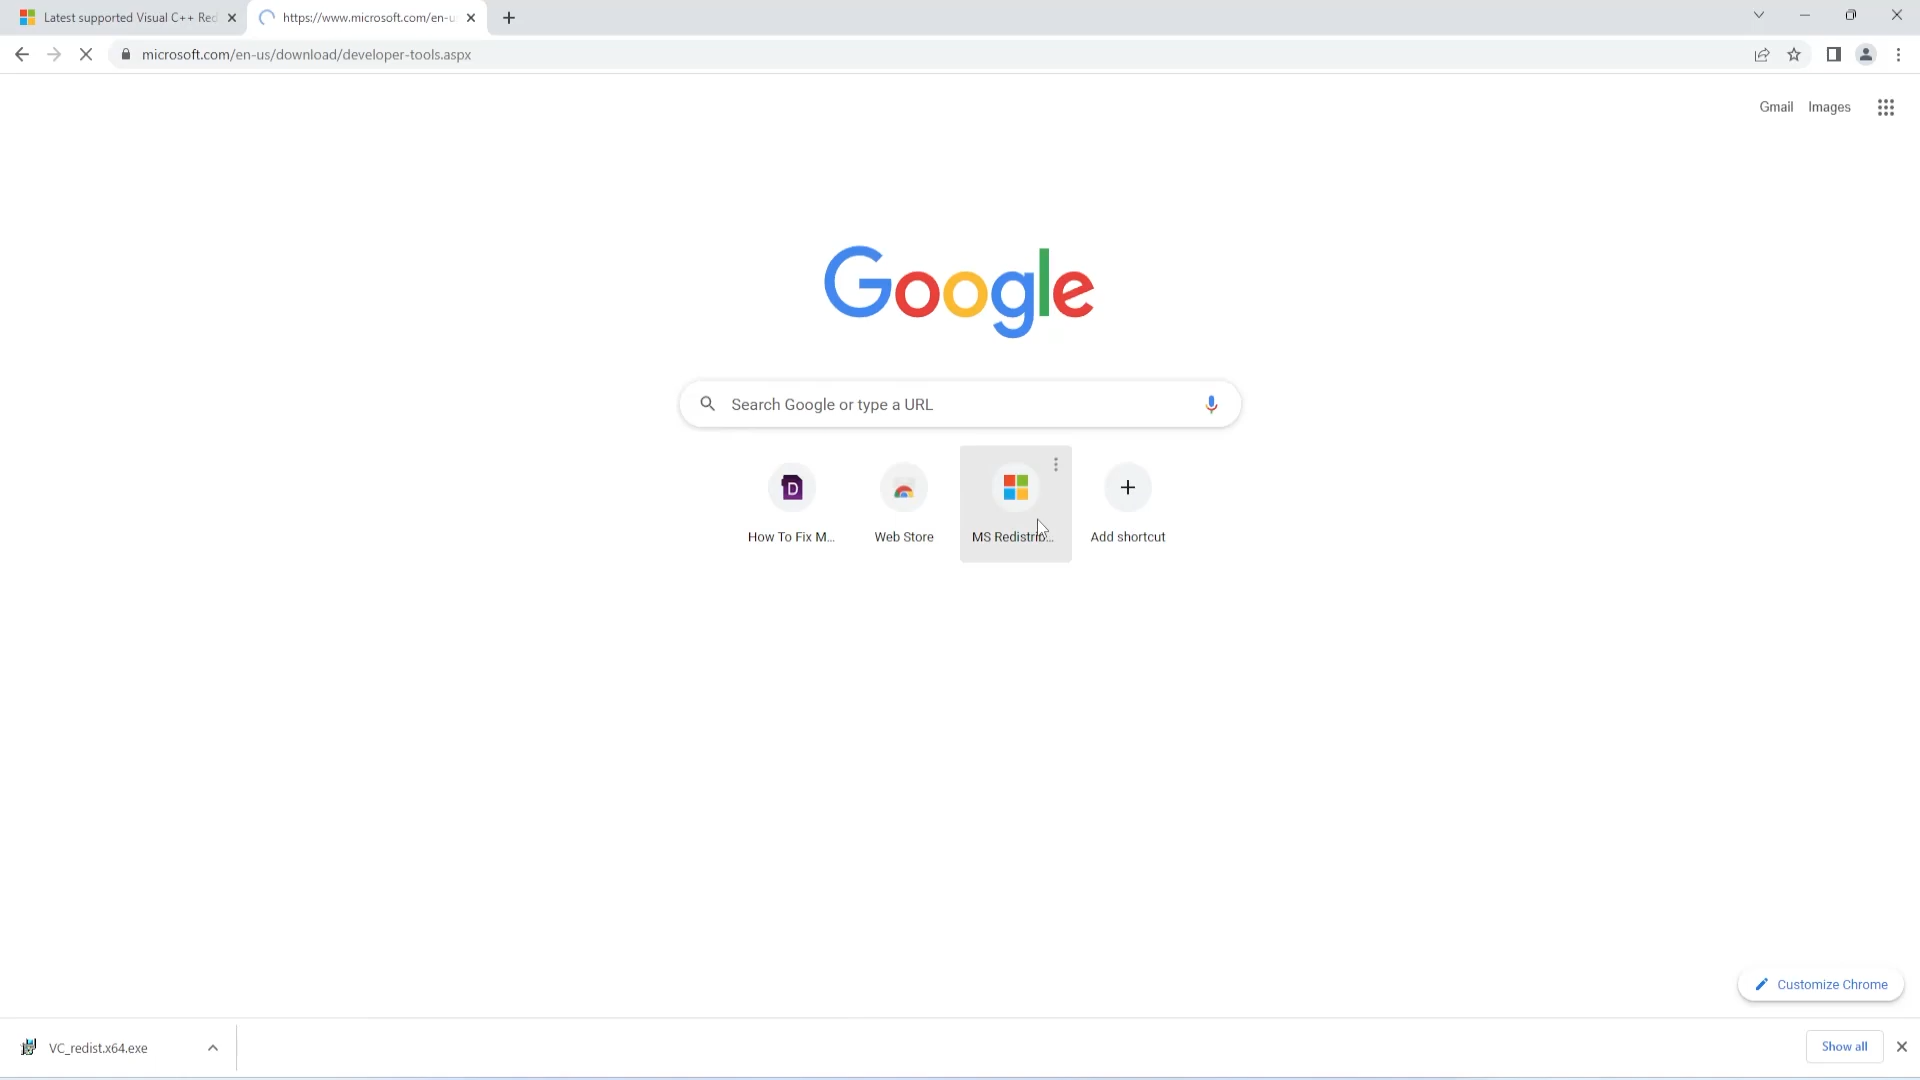 Latest supported Visual C++ Red
https://www.microsoft.com/en-u
microsoft.com/en-us/download/developer-tools.aspx
Gmail
Images
Google
Search Google or type a URL
D
How To Fix M...
Web Store
MS Redistrib...
Add shortcut
Customize Chrome
VC_redist.x64.exe
Show all